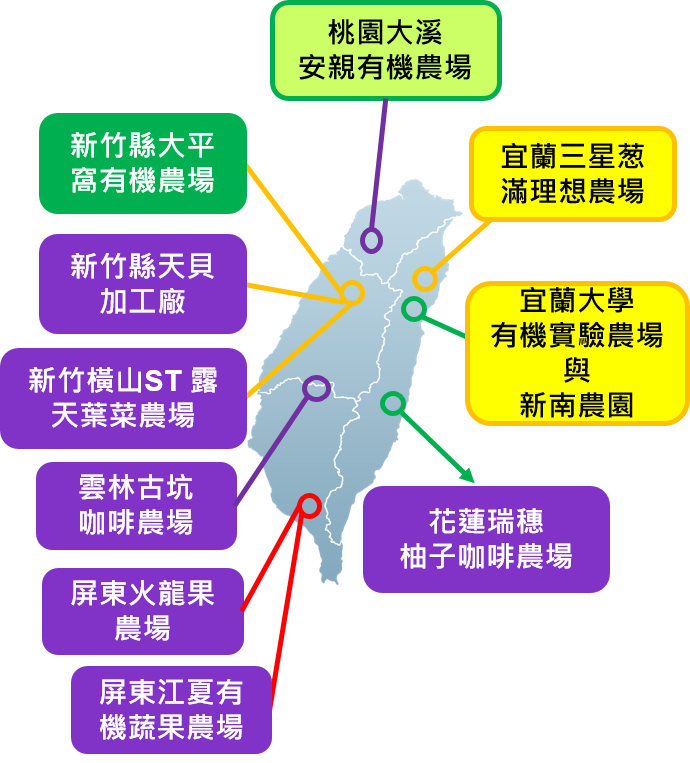 桃園大溪
安親有機農場
新竹縣大平
窩有機農場
宜蘭三星葱
滿理想農場
新竹縣天貝
加工廠
宜蘭大學
有機實驗農場
與
新南農園
新竹橫山ST 露
天葉菜農場
雲林古坑
咖啡農場
花蓮瑞穗
柚子咖啡農場
屏東火龍果
農場
屏東江夏有
機蔬果農場